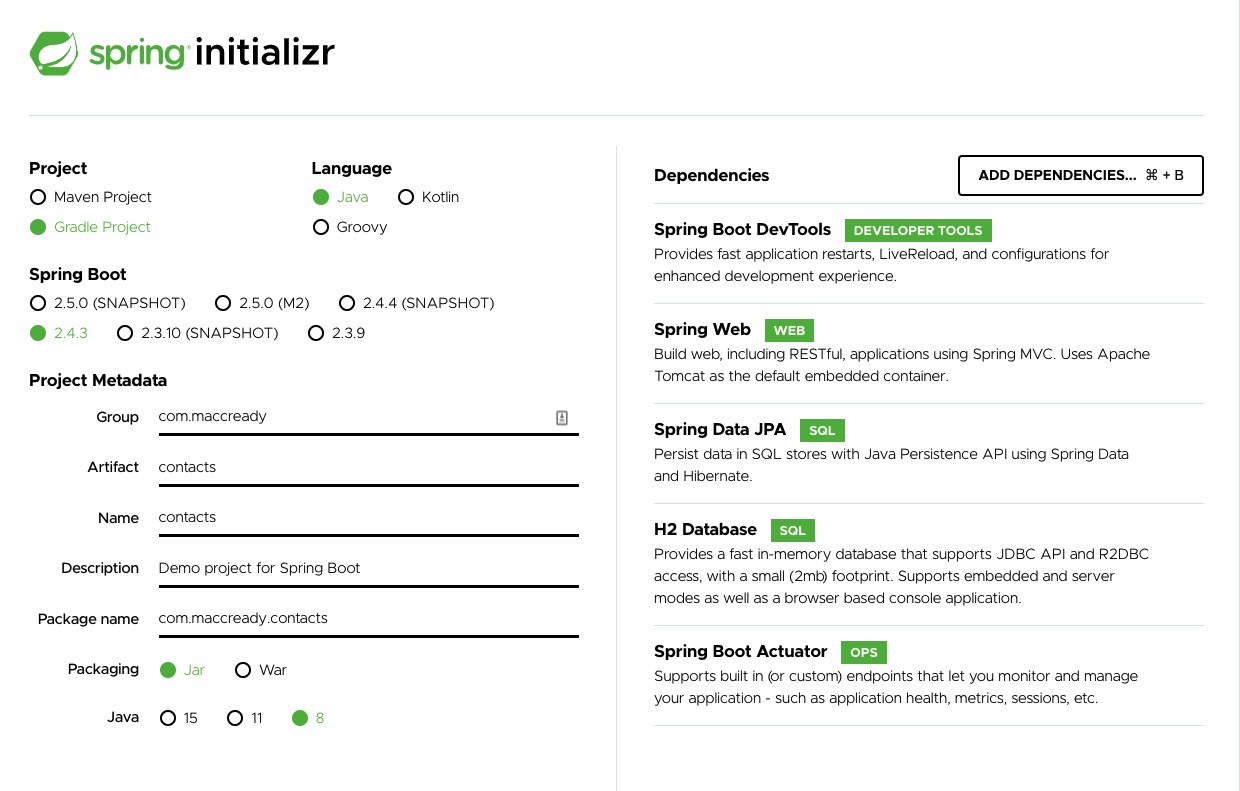 spring initializr
Project
Maven Project
Gradle Project
Language
Java Kotlin
Groovy
Spring Boot
2.5.0 (SNAPSHOT) 2.5.0 (M2) 2.4.4 (SNAPSHOT)
2.4.3 2.3.10 (SNAPSHOT) 2.3.9
Project Metadata
Group com.maccready
Artifact contacts
Name contacts
Description Demo project for Spring Boot
Package name com.maccready.contacts
Packaging Jar War
Java 15 11 8
Dependencies ADD DEPENDENCIES... ⌘ + B
Spring Boot DevTools DEVELOPER TOOLS
Provides fast application restarts, LiveReload, and configurations for
enhanced development experience.
Spring Web WEB
Build web, including RESTful, applications using Spring MVC. Uses Apache
Tomcat as the default embedded container.
Spring Data JPA SQL
Persist data in SQL stores with Java Persistence API using Spring Data
and Hibernate.
H2 Database SQL
Provides a fast in-memory database that supports JDBC API and R2DBC
access, with a small (2mb) footprint. Supports embedded and server
modes as well as a browser based console application.
Spring Boot Actuator OPS
Supports built in (or custom) endpoints that let you monitor and manage
your application - such as application health, metrics, sessions, etc.